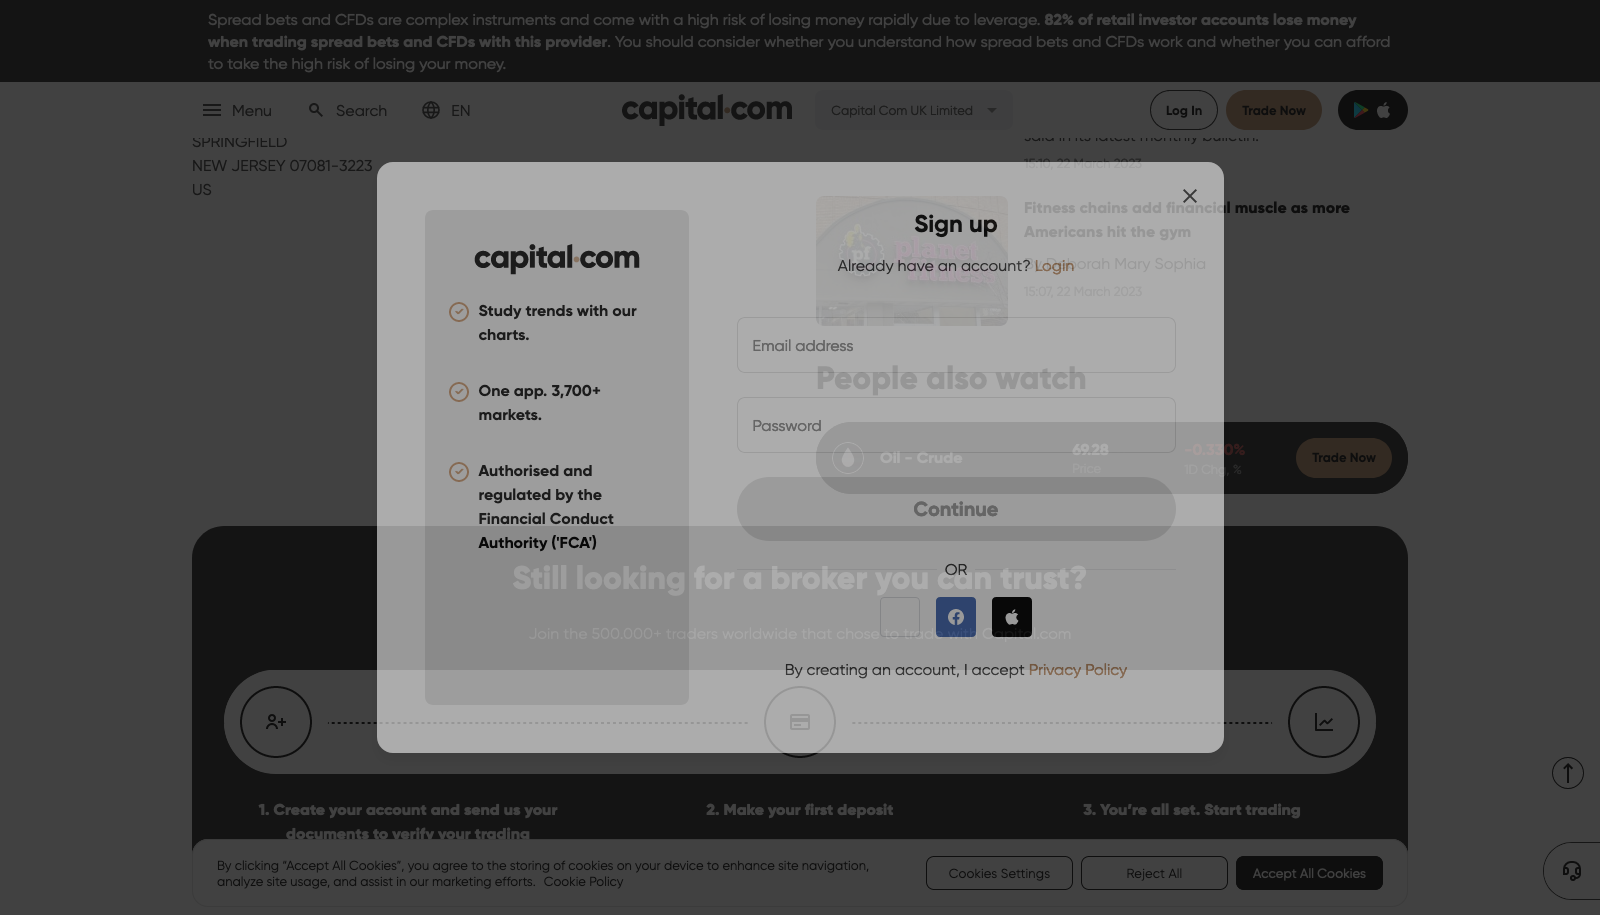 Spread bets and CFDs are complex instruments and come with a high risk of losing money rapidly due to leverage. 82% of retail investor accounts lose money
when trading spread bets and CFDs with this provider. You should consider whether you understand how spread bets and CFDs work and whether you can afford
to take the high risk of losing your money.
Menu
Search
EN
capital.com
Capital Com UK Limited
Log In
Trade Now
SPRINGFIELD
NEW JERSEY 07081-3223
US
said in its latest monthly bulletin.
15:10, 22 March 2023
Fitness chains add financial muscle as more
Americans hit the gym
By Deborah Mary Sophia
15:07, 22 March 2023
capital.com
Study trends with our
charts.
One app. 3,700+
markets.
Authorised and
regulated by the
Financial Conduct
Authority ('FCA')
Sign up
Already have an account? Login
Email address
People also watch
Password
Oil - Crude
69.28
Price
-0.330%
1D Chg, %
Trade Now
Continue
OR
Still looking for a broker you can trust?
Join the 500.000+ traders worldwide that chose to trade with Capital.com
By creating an account, I accept Privacy Policy
1. Create your account and send us your
documents to verify your trading
2. Make your first deposit
3. You’re all set. Start trading
By clicking “Accept All Cookies”, you agree to the storing of cookies on your device to enhance site navigation,
analyze site usage, and assist in our marketing efforts. Cookie Policy
Cookies Settings
Reject All
Accept All Cookies